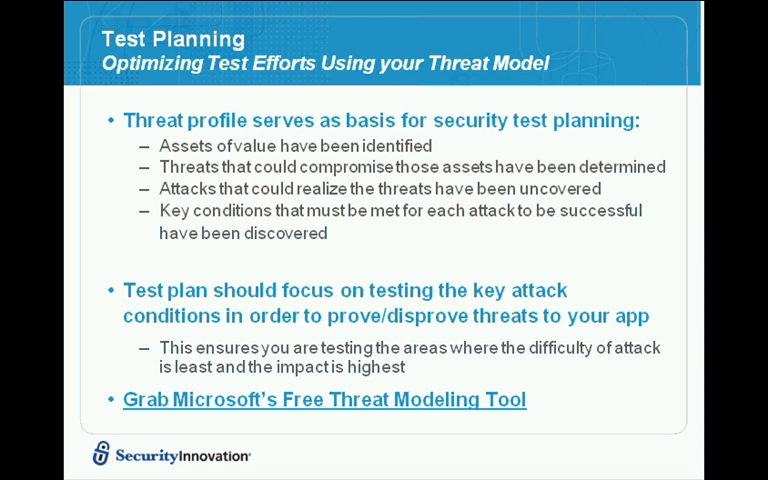 Test Planning
Optimizing Test Efforts Using your Threat Model
• Threat profile serves as basis for security test planning:
– Assets of value have been identified
– Threats that could compromise those assets have been determined
– Attacks that could realize the threats have been uncovered
– Key conditions that must be met for each attack to be successful
have been discovered
• Test plan should focus on testing the key attack
conditions in order to prove/disprove threats to your app
– This ensures you are testing the areas where the difficulty of attack
is least and the impact is highest
• Grab Microsoft's Free Threat Modeling Tool
SecurityInnovation